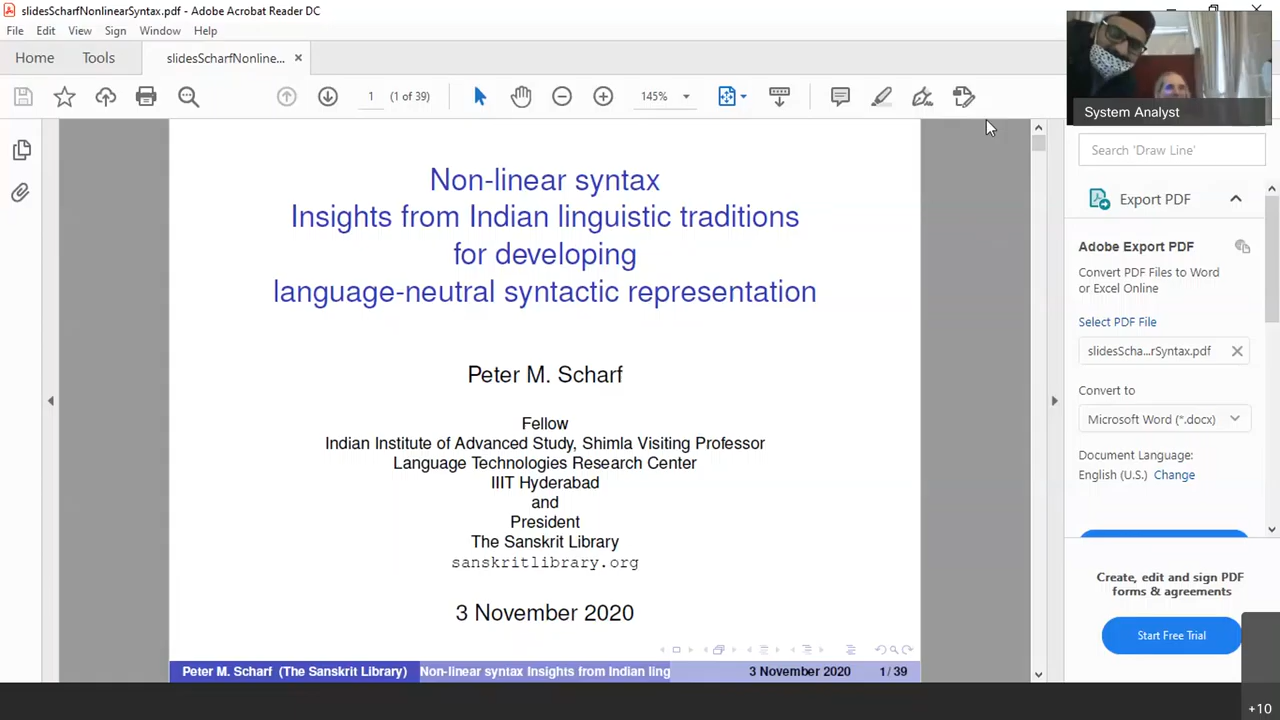 slidesScharfNonlinearSyntax.pdf - Adobe Acrobat Reader DC
File Edit View Sign Window Help
Home Tools slidesScharfNonline...
1 (1 of 39) 145%
System Analyst
Search 'Draw Line'
Non-linear syntax
Insights from Indian linguistic traditions
for developing
language-neutral syntactic representation
Peter M. Scharf
Fellow
Indian Institute of Advanced Study, Shimla Visiting Professor
Language Technologies Research Center
IIIT Hyderabad
and
President
The Sanskrit Library
sanskritlibrary.org
3 November 2020
Peter M. Scharf (The Sanskrit Library) Non-linear syntax Insights from Indian ling 3 November 2020 1 / 39
Export PDF
Adobe Export PDF
Convert PDF Files to Word
or Excel Online
Select PDF File
slidesScha...rSyntax.pdf
Convert to
Microsoft Word (*.docx)
Document Language:
English (U.S.) Change
Create, edit and sign PDF
forms & agreements
Start Free Trial
+10